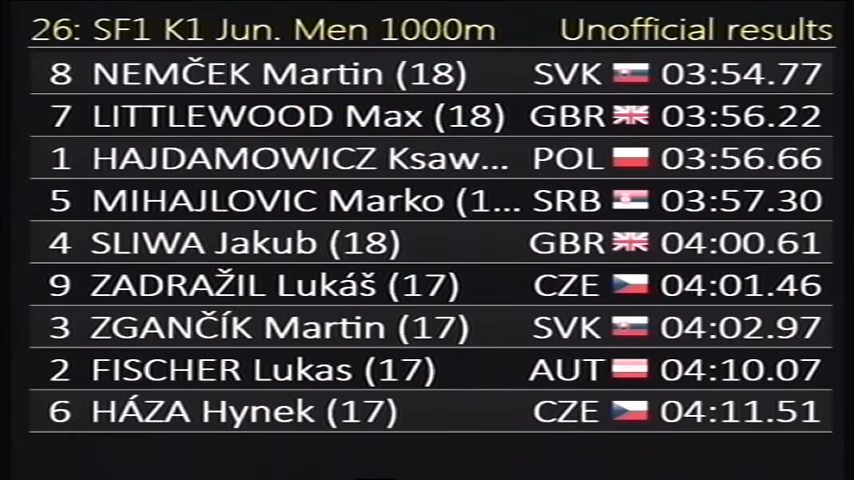 26: SF1 K1 Jun. Men 1000m Unofficial results
8 NEMČEK Martin (18) SVK 03:54.77
7 LITTLEWOOD Max (18) GBR 03:56.22
1 HAJDAMOWICZ Ksaw... POL 03:56.66
5 MIHAJLOVIC Marko (1... SRB 03:57.30
4 SLIWA Jakub (18) GBR 04:00.61
9 ZADRAŽIL Lukáš (17) CZE 04:01.46
3 ZGANČÍK Martin (17) SVK 04:02.97
2 FISCHER Lukas (17) AUT 04:10.07
6 HÁZA Hynek (17) CZE 04:11.51